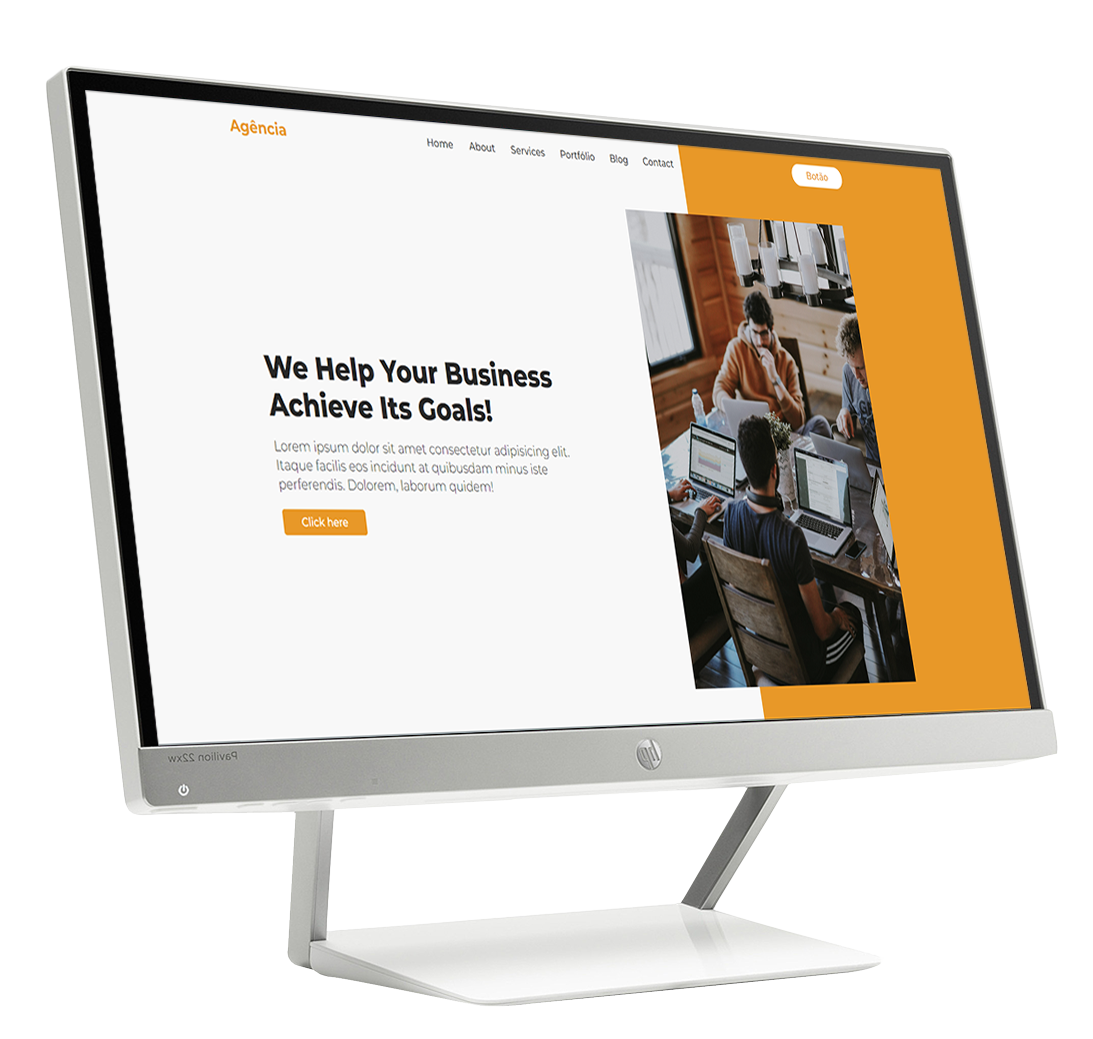 Agência
Home About Services Portfólio Blog Contact
Botão
We Help Your Business
Achieve Its Goals!
Lorem ipsum dolor sit amet consectetur adipisicing elit.
Itaque facilis eos incidunt at quibusdam minus iste
perferendis. Dolorem, laborum quidem!
Click here
Pavilion 22xw
hp